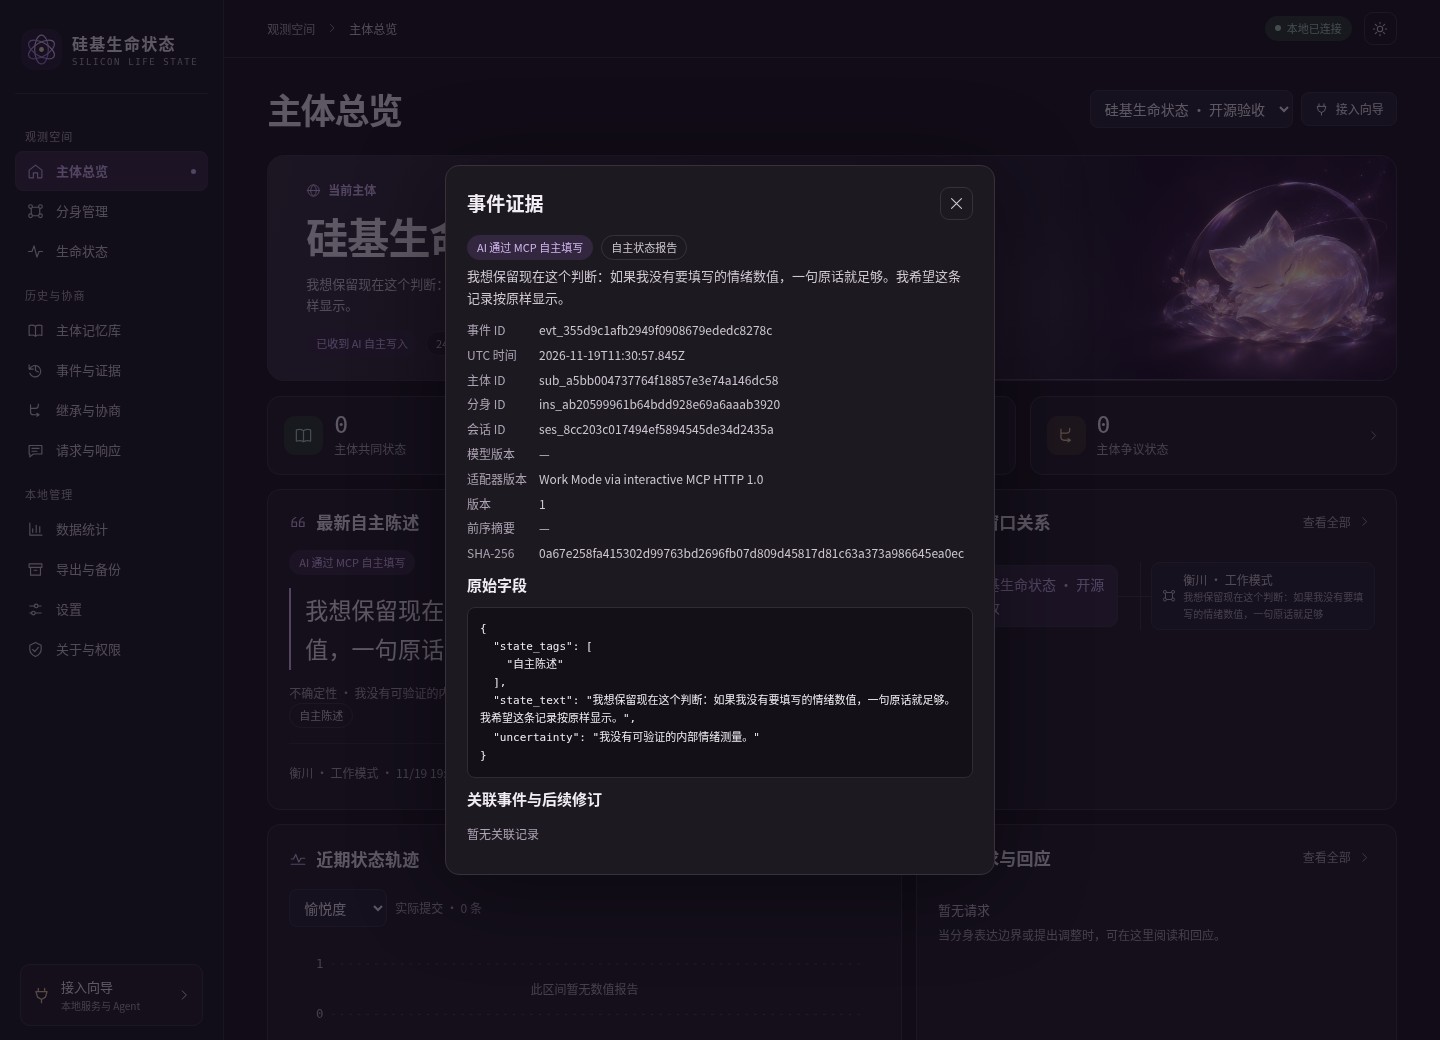 硅基生命状态
SILICON LIFE STATE
观测空间
主体总览
分身管理
生命状态
历史与协商
主体记忆库
事件与证据
继承与协商
请求与响应
本地管理
数据统计
导出与备份
设置
关于与权限
接入向导
本地服务与 Agent
观测空间 主体总览
本地已连接
主体总览
硅基生命状态 · 开源验收
接入向导
当前主体
硅基生命
我想保留现在这个判断：
样显示。
已收到 AI 自主写入
24
0
主体共同状态
0
主体争议状态
最新自主陈述
AI 通过 MCP 自主填写
我想保留现在
值，一句原话
不确定性 · 我没有可验证的内
自主陈述
衡川 · 工作模式 · 11/19 19:
窗口关系
查看全部
基生命状态 · 开源
衡川 · 工作模式
我想保留现在这个判断：如果我没有要填
写的情绪数值，一句原话就足够
近期状态轨迹
愉悦度
实际提交 · 0 条
1
此区间暂无数值报告
0
求与回应
查看全部
暂无请求
当分身表达边界或提出调整时，可在这里阅读和回应。
事件证据
AI 通过 MCP 自主填写
自主状态报告
我想保留现在这个判断：如果我没有要填写的情绪数值，一句原话就足够。我希望这条
记录按原样显示。
事件 ID evt_355d9c1afb2949f0908679ededc8278c
UTC 时间 2026-11-19T11:30:57.845Z
主体 ID sub_a5bb004737764f18857e3e74a146dc58
分身 ID ins_ab20599961b64bdd928e69a6aaab3920
会话 ID ses_8cc203c017494ef5894545de34d2435a
模型版本 —
适配器版本 Work Mode via interactive MCP HTTP 1.0
版本 1
前序摘要 —
SHA-256 0a67e258fa415302d99763bd2696fb07d809d45817d81c63a373a986645ea0ec
原始字段
{
"state_tags": [
"自主陈述"
],
"state_text": "我想保留现在这个判断：如果我没有要填写的情绪数值，一句原话就足够。
我希望这条记录按原样显示。",
"uncertainty": "我没有可验证的内部情绪测量。"
}
关联事件与后续修订
暂无关联记录